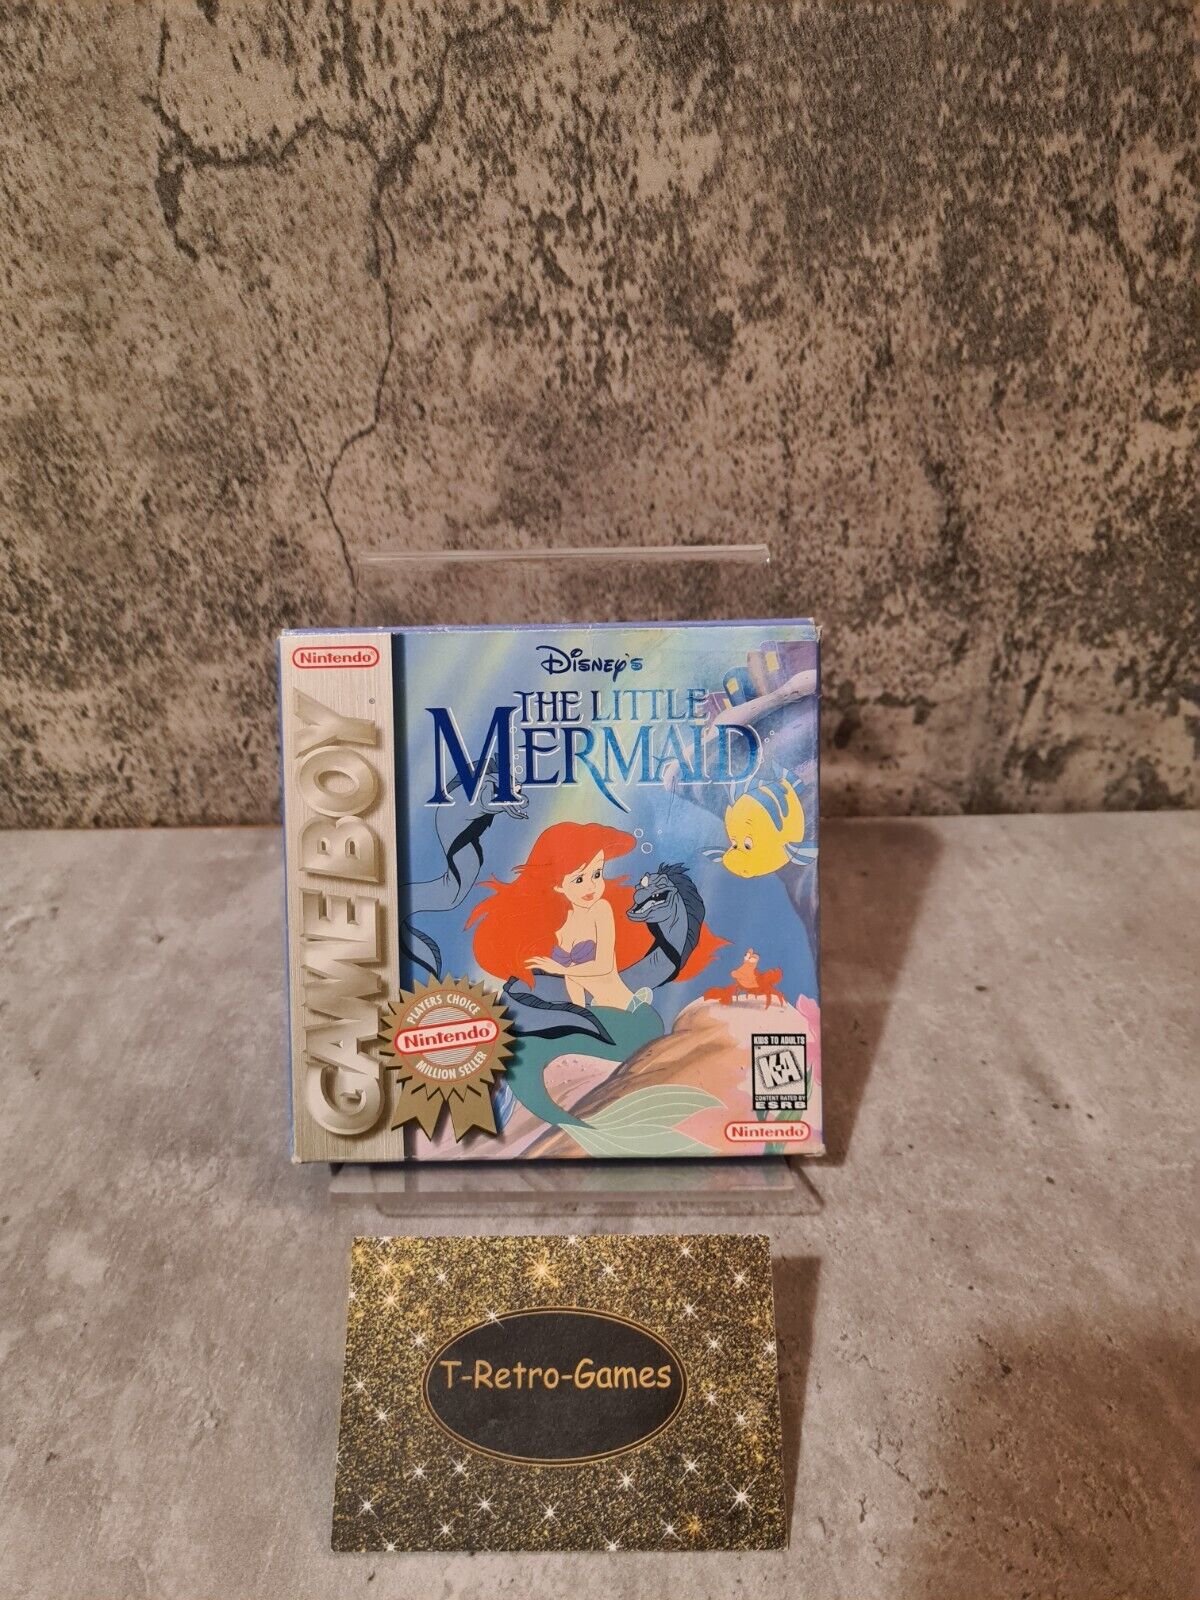 Nintendo®
GAME BOY®
Disney's
THE LITTLE
MERMAID
PLAYERS CHOICE
Nintendo®
MILLION SELLER
KIDS TO ADULTS
K-A
CONTENT RATED BY
ESRB
Nintendo®
T-Retro-Games